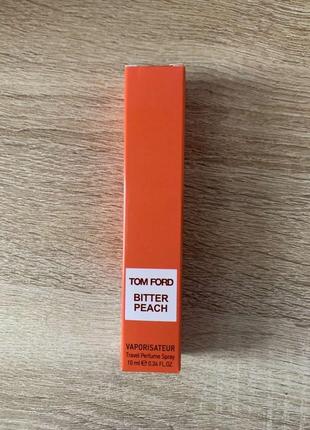 TOM FORD
BITTER
PEACH
VAPORISATEUR
Travel Perfume Spray
10 ml ℮ 0.34 FL.OZ